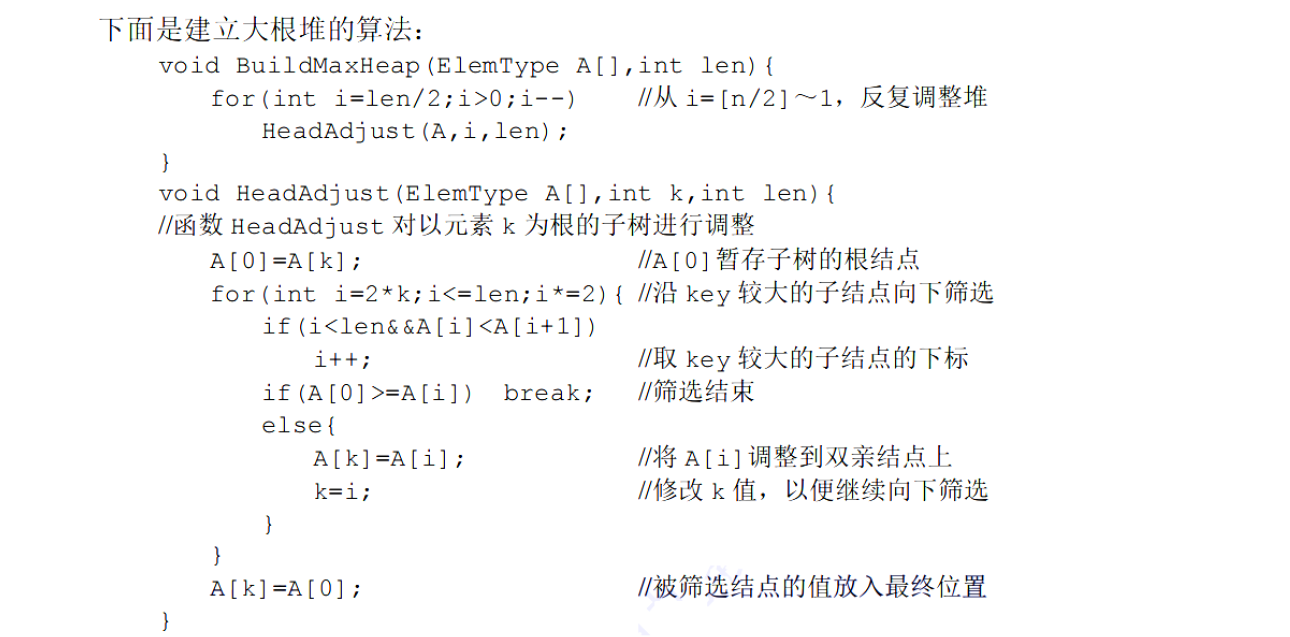 下面是建立大根堆的算法：
void BuildMaxHeap(ElemType A[],int len){
for(int i=len/2;i>0;i--) //从 i=[n/2]～1，反复调整堆
HeadAdjust(A,i,len);
}
void HeadAdjust(ElemType A[],int k,int len){
//函数 HeadAdjust 对以元素 k 为根的子树进行调整
A[0]=A[k]; //A[0]暂存子树的根结点
for(int i=2*k;i<=len;i*=2){ //沿 key 较大的子结点向下筛选
if(i<len&&A[i]<A[i+1])
i++; //取 key 较大的子结点的下标
if(A[0]>=A[i]) break; //筛选结束
else{
A[k]=A[i]; //将 A[i]调整到双亲结点上
k=i; //修改 k 值，以便继续向下筛选
}
}
A[k]=A[0]; //被筛选结点的值放入最终位置
}